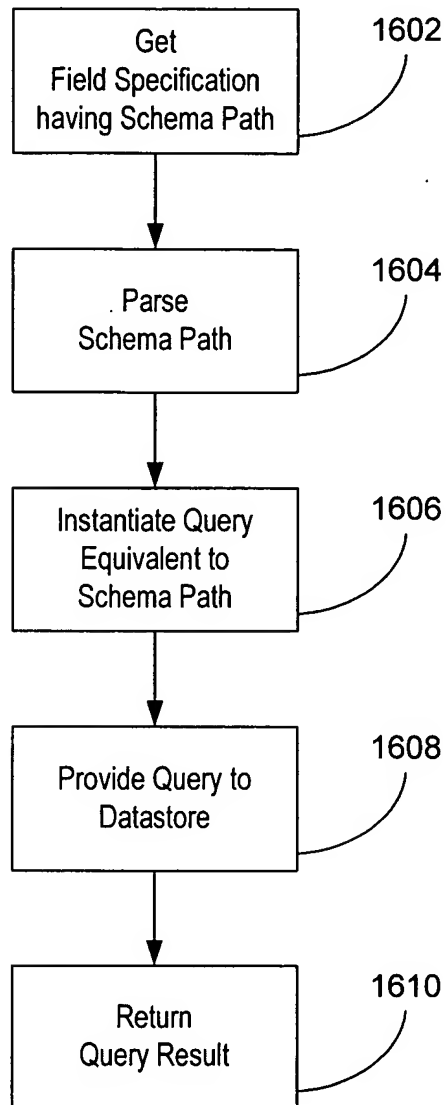 Get
Field Specification
having Schema Path
1602
Parse
Schema Path
1604
Instantiate Query
Equivalent to
Schema Path
1606
Provide Query to
Datastore
1608
Return
Query Result
1610